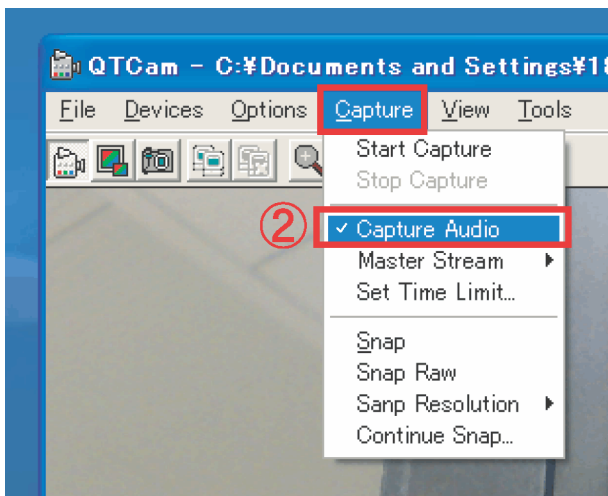 QTCam - C:¥Documents and Settings¥18
File Devices Options Capture View Tools
Start Capture
Stop Capture
②
✓ Capture Audio
Master Stream
Set Time Limit...
Snap
Snap Raw
Sanp Resolution
Continue Snap...